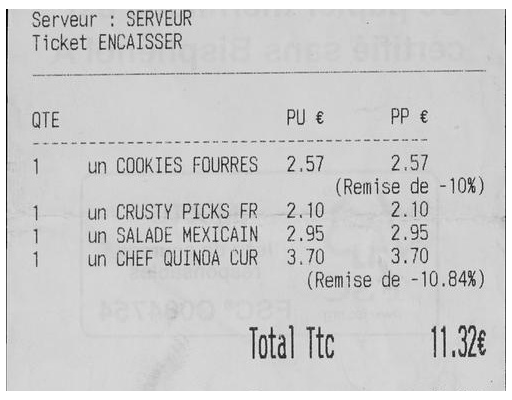 Serveur : SERVEUR
Ticket ENCAISSER
QTE PU € PP €
1 un COOKIES FOURRES 2.57 2.57
(Remise de -10%)
1 un CRUSTY PICKS FR 2.10 2.10
1 un SALADE MEXICAIN 2.95 2.95
1 un CHEF QUINOA CUR 3.70 3.70
(Remise de -10.84%)
Total Ttc 11.32€